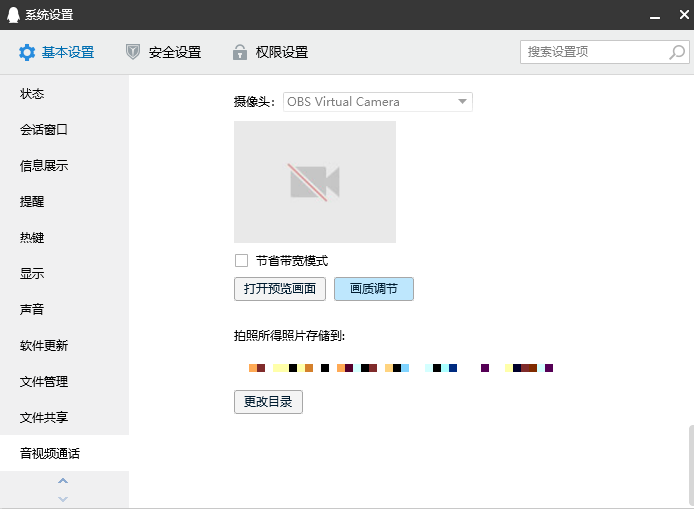 系统设置
基本设置
安全设置
权限设置
搜索设置项
状态
会话窗口
信息展示
提醒
热键
显示
声音
软件更新
文件管理
文件共享
音视频通话
摄像头：
OBS Virtual Camera
节省带宽模式
打开预览画面
画质调节
拍照所得照片存储到:
更改目录